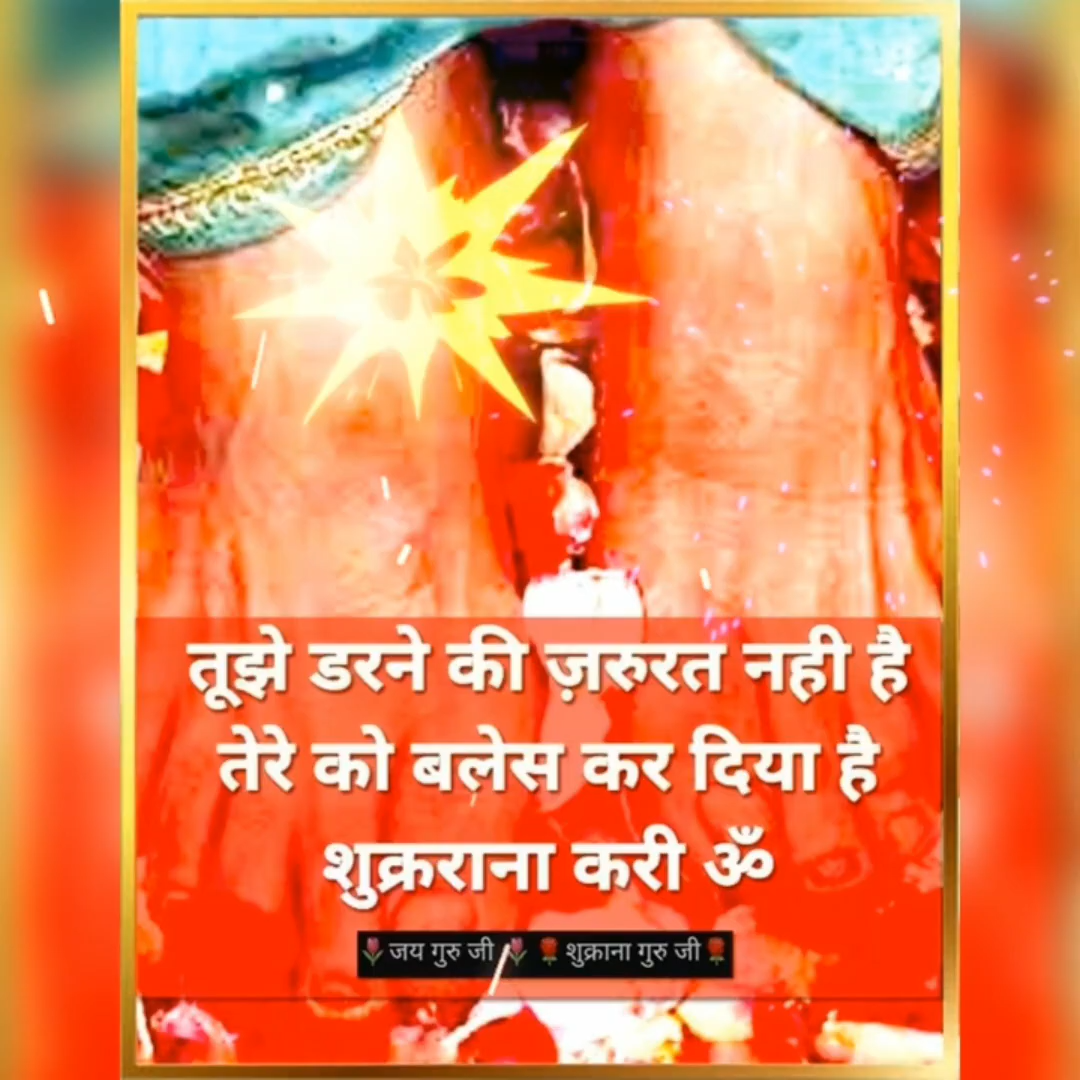 तूझे डरने की ज़रुरत नही है
तेरे को बलेस कर दिया है
शुक्रराना करी ॐ
🌷जय गुरु जी🌷🌹शुक्राना गुरु जी🌹